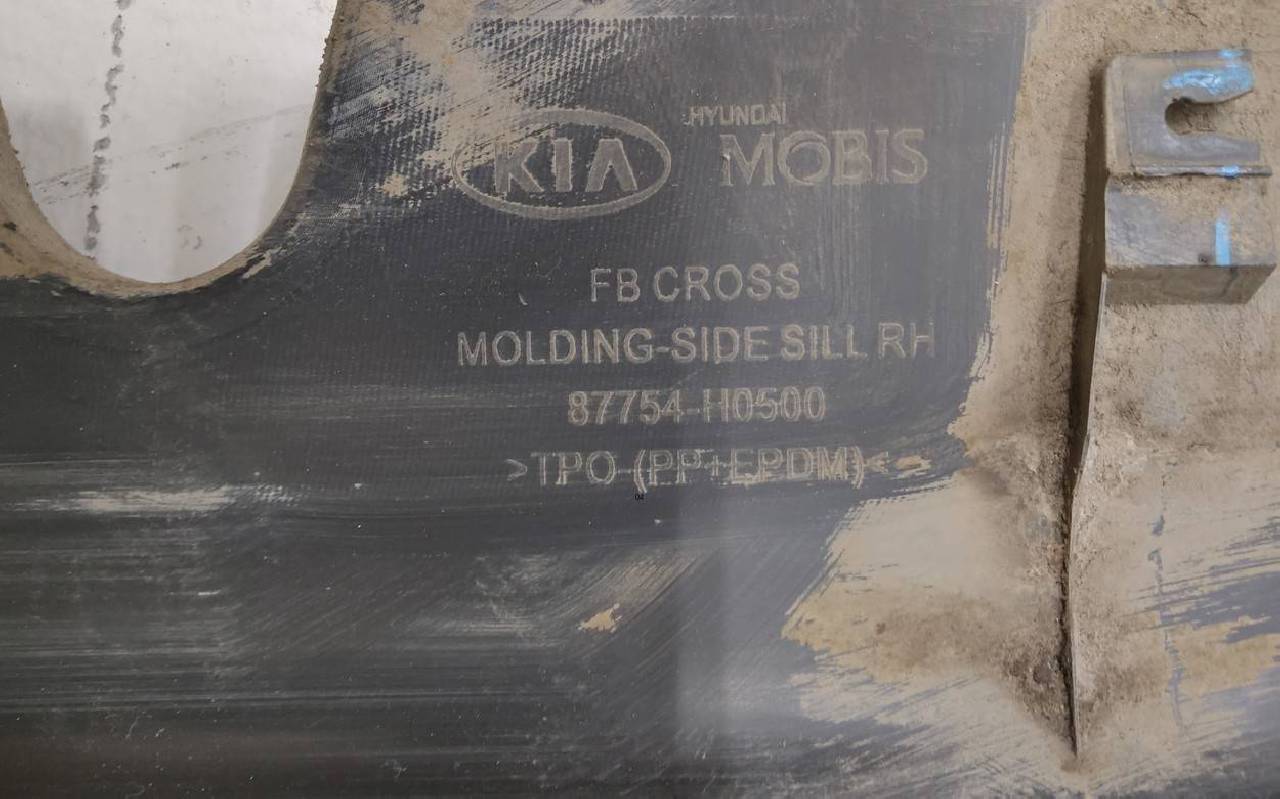 KIA HYUNDAI MOBIS
FB CROSS
MOLDING-SIDE SILL RH
87754-H0500
>TPO-(PP+EPDM)<